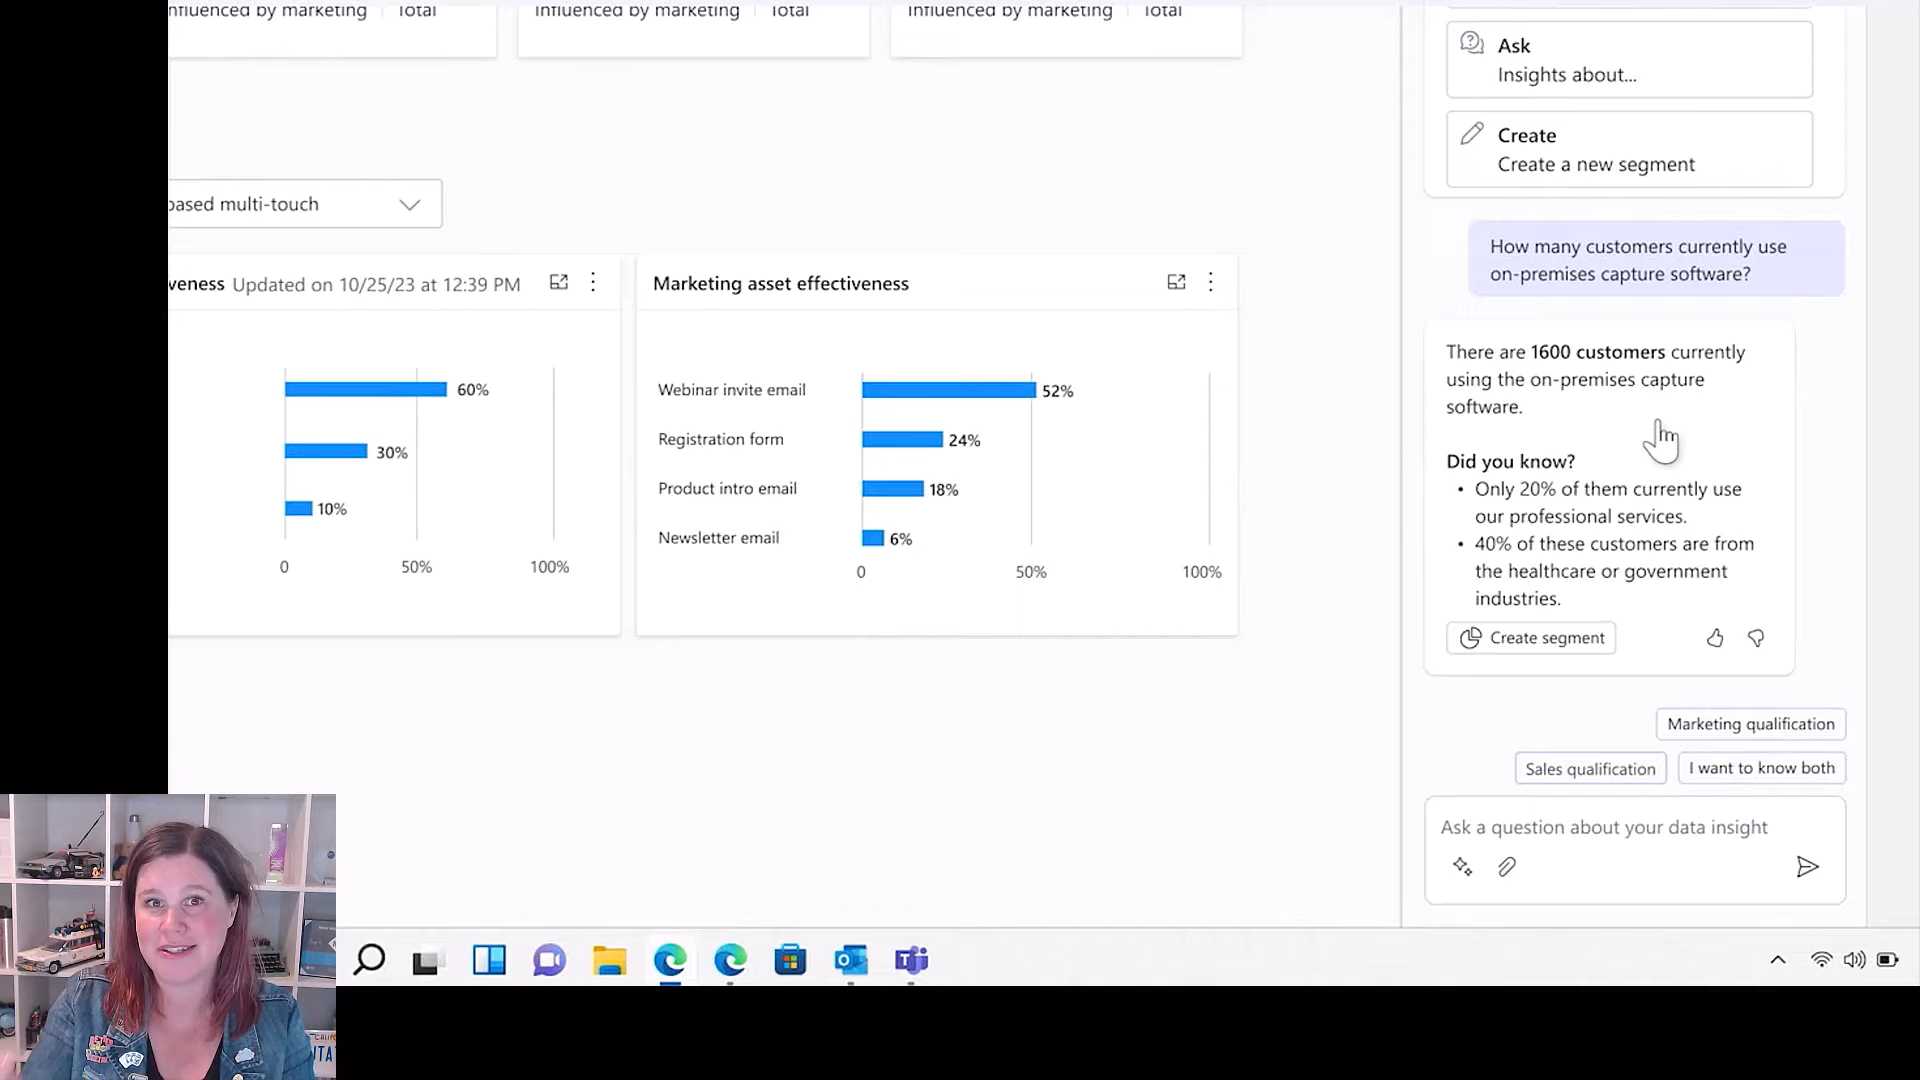 Influenced by marketing Total
Influenced by marketing Total
Influenced by marketing Total
based multi-touch
veness Updated on 10/25/23 at 12:39 PM
60%
30%
10%
0 50% 100%
Marketing asset effectiveness
Webinar invite email 52%
Registration form 24%
Product intro email 18%
Newsletter email 6%
0 50% 100%
Ask
Insights about...
Create
Create a new segment
How many customers currently use
on-premises capture software?
There are 1600 customers currently
using the on-premises capture
software.
Did you know?
• Only 20% of them currently use
our professional services.
• 40% of these customers are from
the healthcare or government
industries.
Create segment
Marketing qualification
Sales qualification I want to know both
Ask a question about your data insight